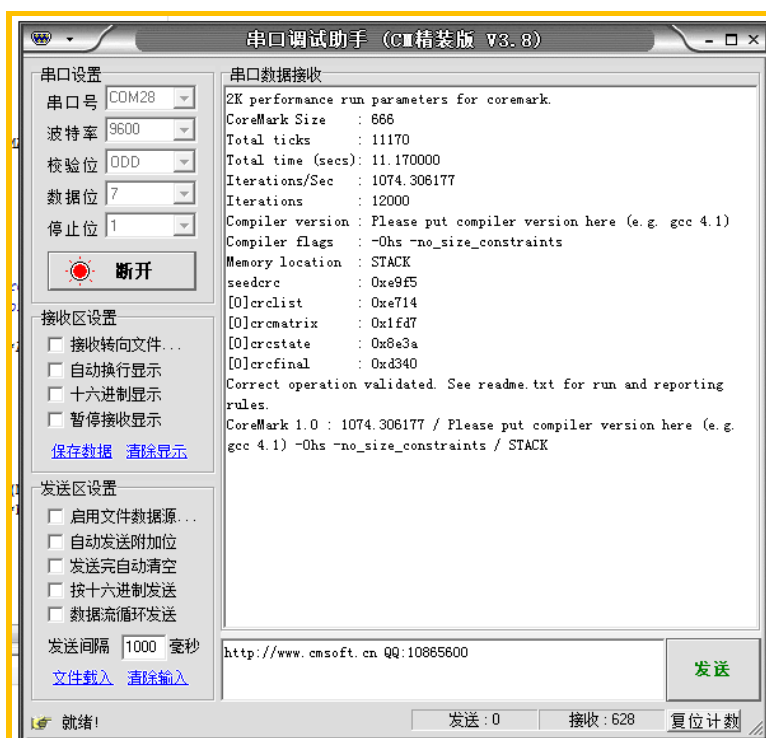 串口调试助手 (CM精装版 V3.8)
串口设置
串口号 COM28
波特率 9600
校验位 ODD
数据位 7
停止位 1
断开
接收区设置
接收转向文件...
自动换行显示
十六进制显示
暂停接收显示
保存数据 清除显示
发送区设置
启用文件数据源...
自动发送附加位
发送完自动清空
按十六进制发送
数据流循环发送
发送间隔 1000 毫秒
文件载入 清除输入
串口数据接收
2K performance run parameters for coremark.
CoreMark Size : 666
Total ticks : 11170
Total time (secs): 11.170000
Iterations/Sec : 1074.306177
Iterations : 12000
Compiler version : Please put compiler version here (e.g. gcc 4.1)
Compiler flags : -Ohs -no_size_constraints
Memory location : STACK
seedcrc : 0xe9f5
[0]crclist : 0xe714
[0]crcmatrix : 0x1fd7
[0]crcstate : 0x8e3a
[0]crcfinal : 0xd340
Correct operation validated. See readme.txt for run and reporting
rules.
CoreMark 1.0 : 1074.306177 / Please put compiler version here (e.g.
gcc 4.1) -Ohs -no_size_constraints / STACK
http://www.cmsoft.cn QQ:10865600
发送
就绪!
发送:0
接收:628
复位计数